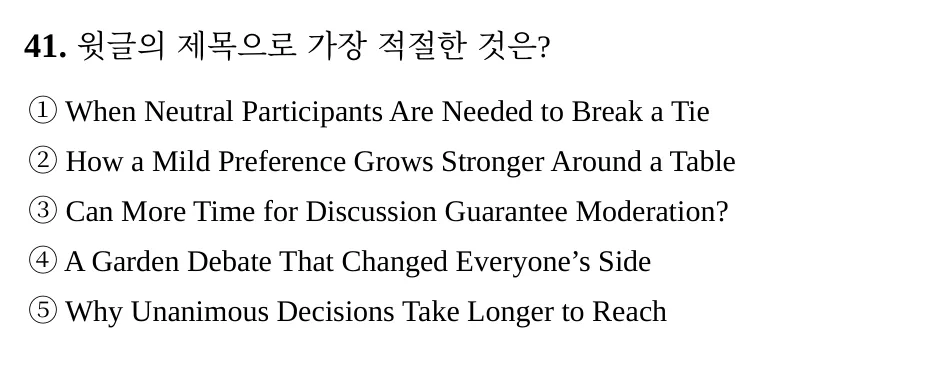 41. 윗글의 제목으로 가장 적절한 것은?
① When Neutral Participants Are Needed to Break a Tie
② How a Mild Preference Grows Stronger Around a Table
③ Can More Time for Discussion Guarantee Moderation?
④ A Garden Debate That Changed Everyone’s Side
⑤ Why Unanimous Decisions Take Longer to Reach